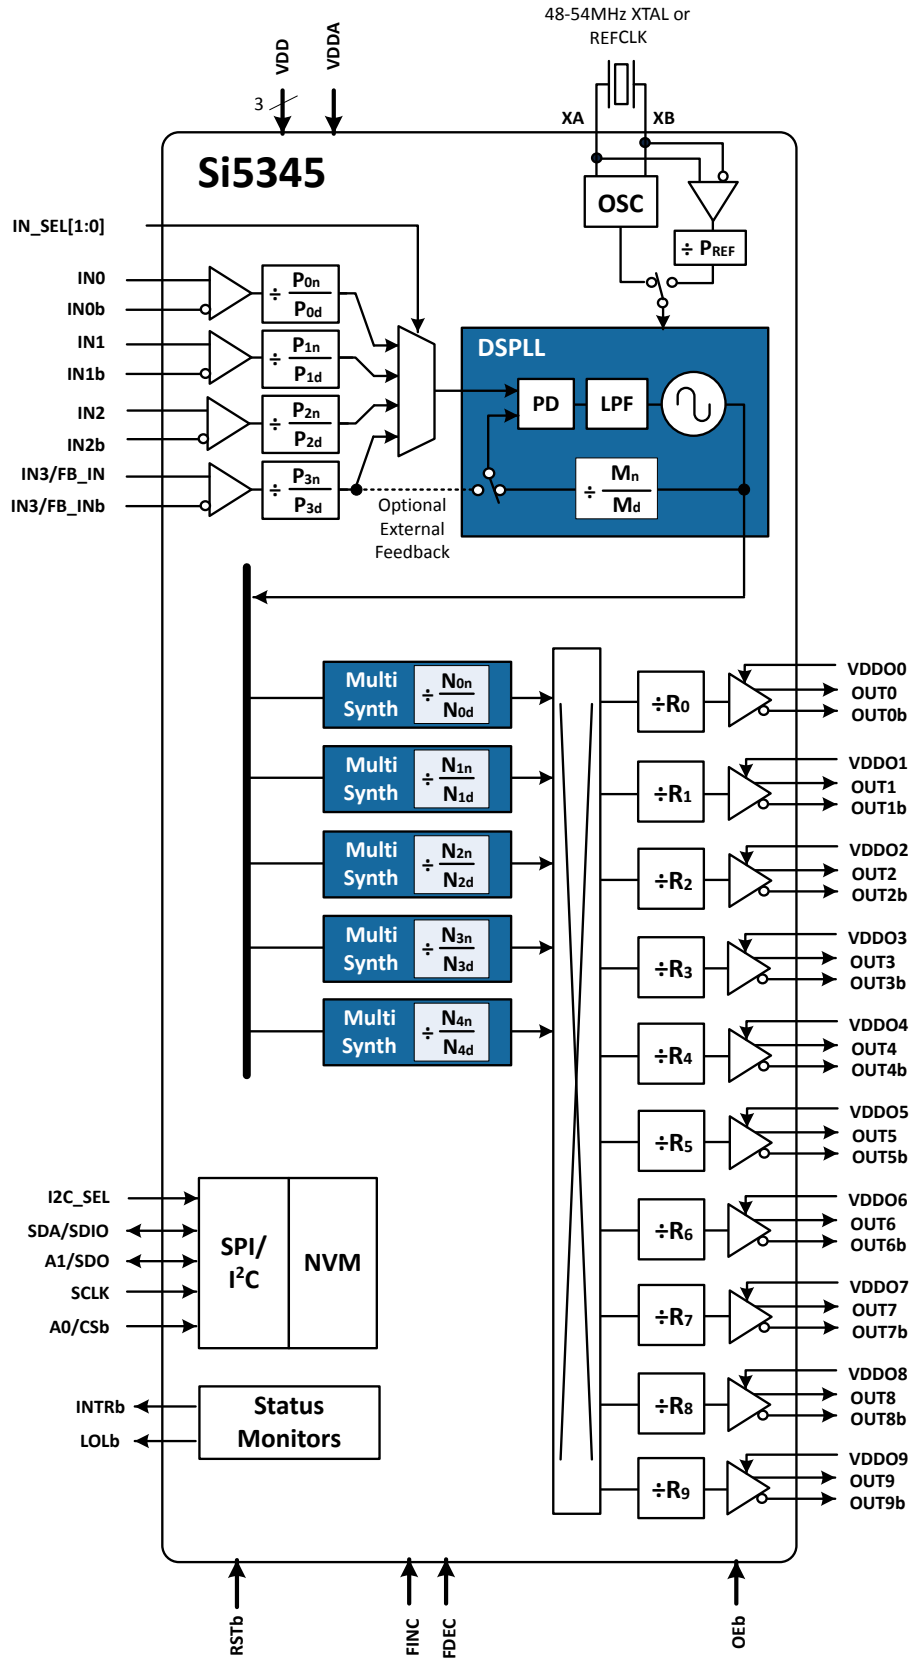 48-54MHz XTAL or
REFCLK
VDD
VDDA
3
XA
XB
Si5345
OSC
÷ PREF
IN_SEL[1:0]
IN0
IN0b
÷ P0n
P0d
IN1
IN1b
÷ P1n
P1d
IN2
IN2b
÷ P2n
P2d
IN3/FB_IN
IN3/FB_INb
÷ P3n
P3d
DSPLL
PD
LPF
÷ Mn
Md
Optional
External
Feedback
Multi
Synth
÷ N0n
N0d
Multi
Synth
÷ N1n
N1d
Multi
Synth
÷ N2n
N2d
Multi
Synth
÷ N3n
N3d
Multi
Synth
÷ N4n
N4d
÷R0
VDDO0
OUT0
OUT0b
÷R1
VDDO1
OUT1
OUT1b
÷R2
VDDO2
OUT2
OUT2b
÷R3
VDDO3
OUT3
OUT3b
÷R4
VDDO4
OUT4
OUT4b
÷R5
VDDO5
OUT5
OUT5b
÷R6
VDDO6
OUT6
OUT6b
÷R7
VDDO7
OUT7
OUT7b
÷R8
VDDO8
OUT8
OUT8b
÷R9
VDDO9
OUT9
OUT9b
I2C_SEL
SDA/SDIO
A1/SDO
SCLK
A0/CSb
SPI/
I²C
NVM
INTRb
LOLb
Status
Monitors
RSTb
FINC
FDEC
OEb